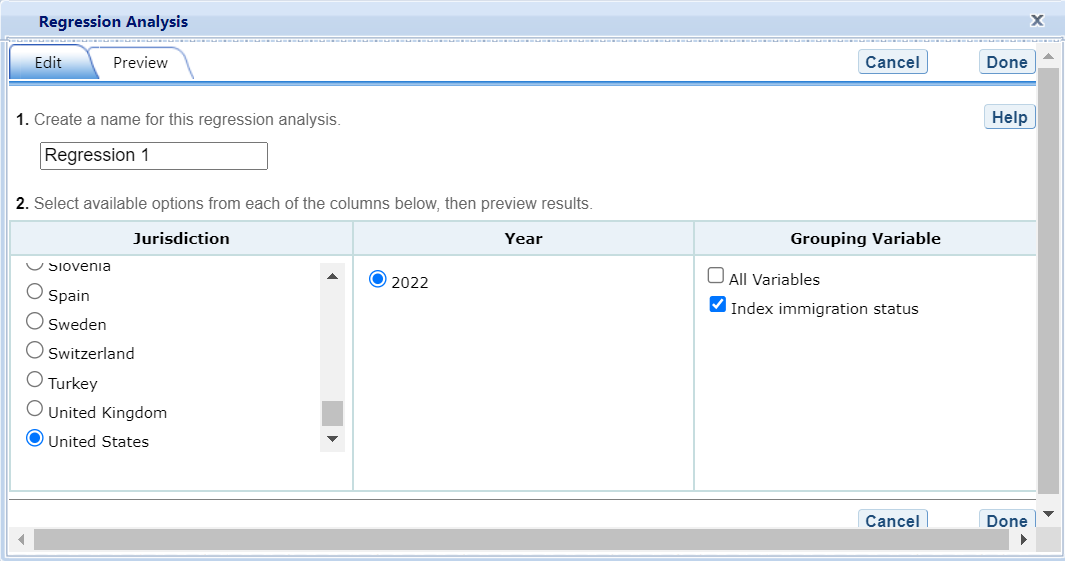 Regression Analysis
x
Edit Preview Cancel Done
1. Create a name for this regression analysis. Help
Regression 1
2. Select available options from each of the columns below, then preview results.
Jurisdiction Year Grouping Variable
Slovenia
2022 All Variables
Spain
Index immigration status
Sweden
Switzerland
Turkey
United Kingdom
United States
Cancel Done